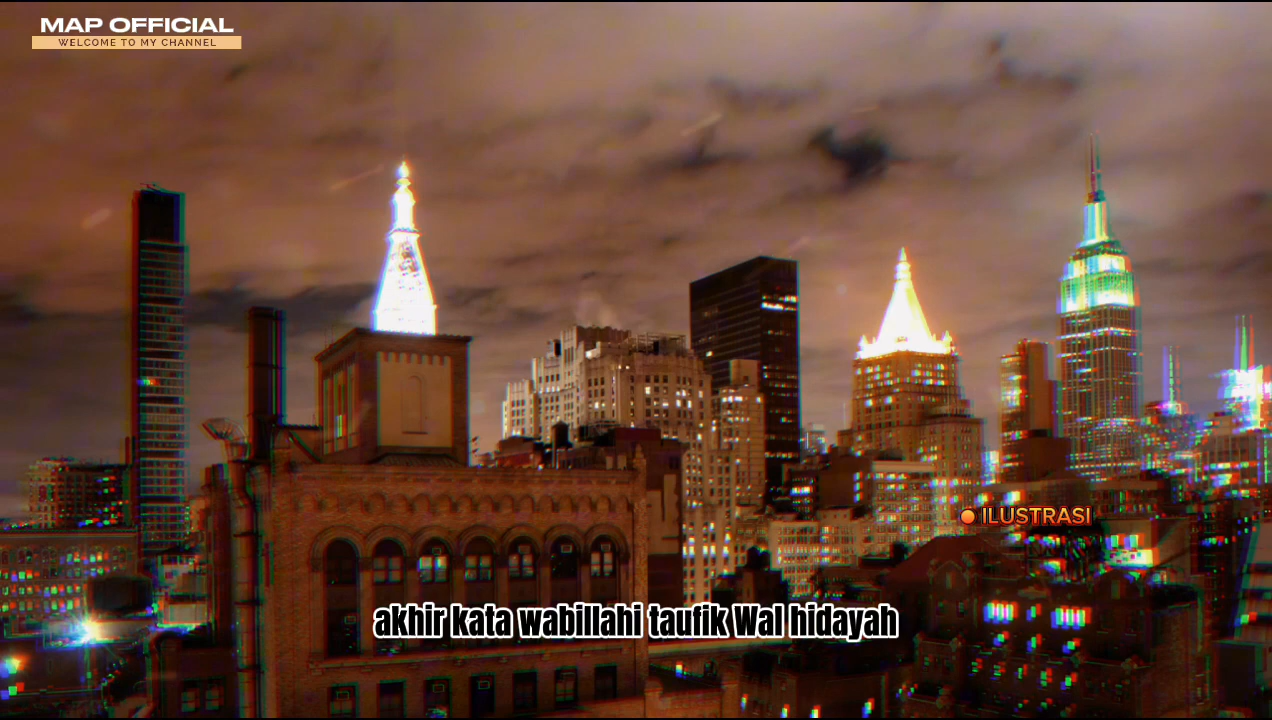 MAP OFFICIAL
WELCOME TO MY CHANNEL
ILUSTRASI
akhir kata wabillahi taufik Wal hidayah